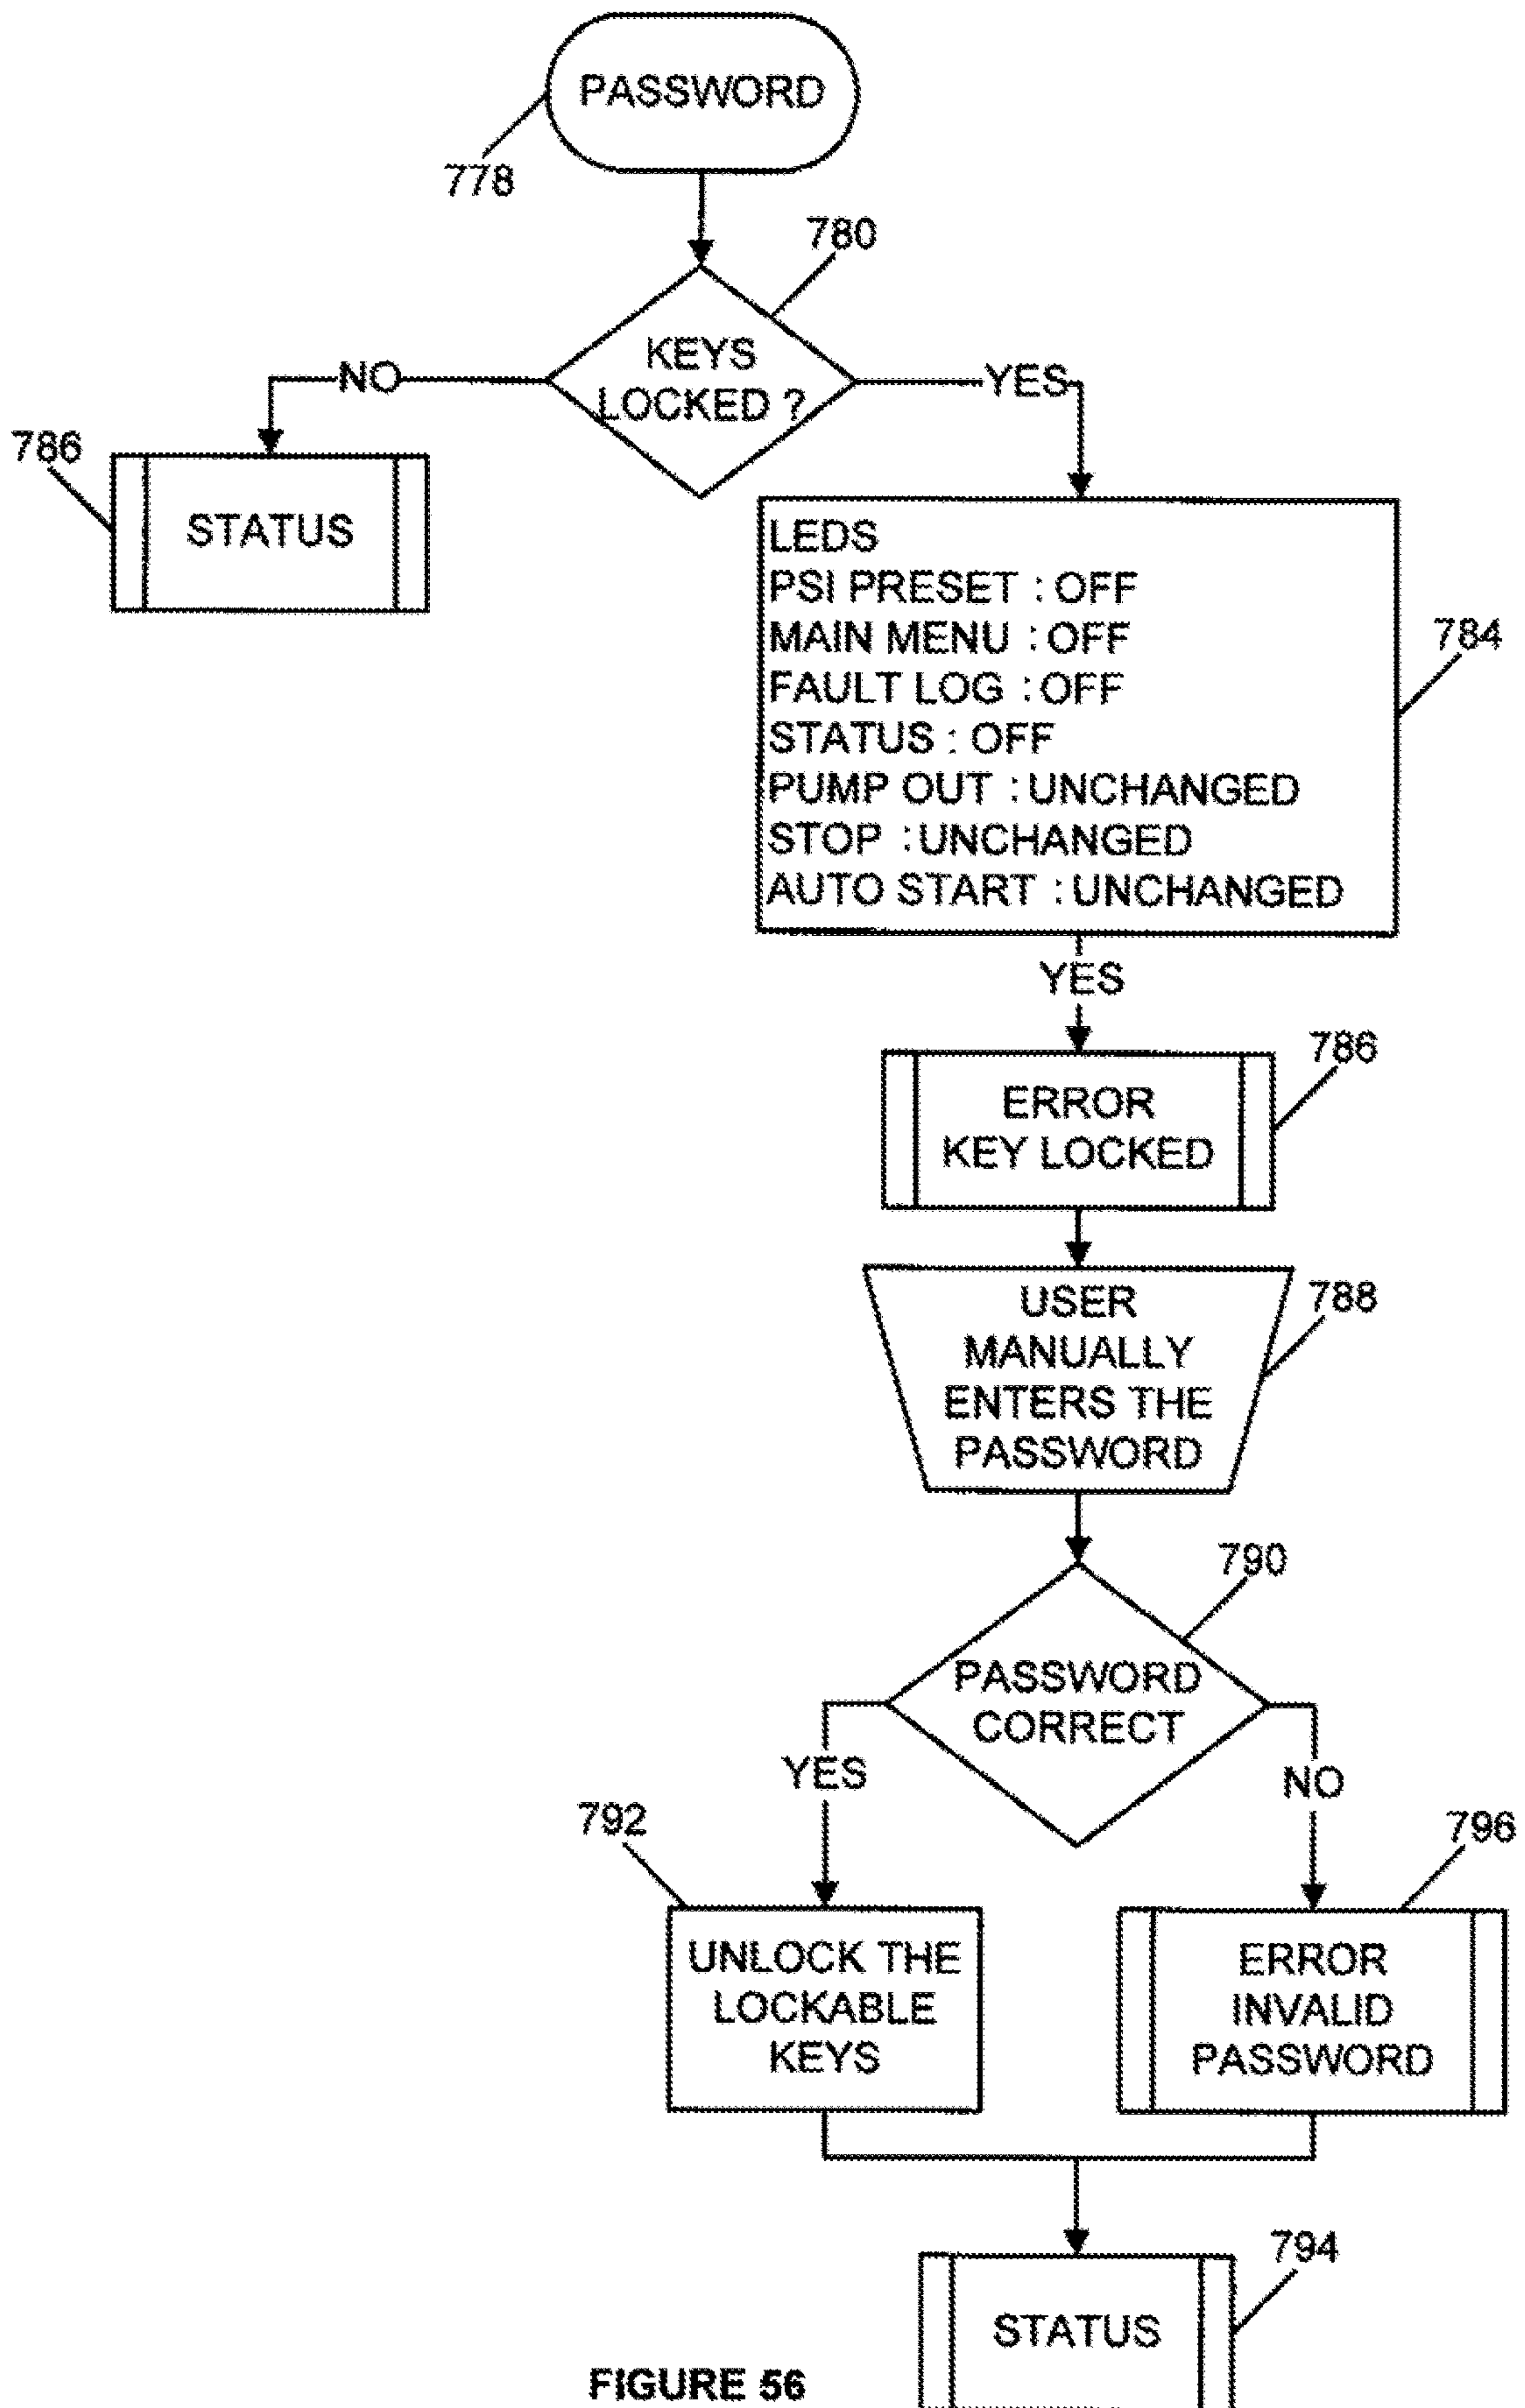 PASSWORD
778
780
KEYS
LOCKED ?
NO
YES
786
STATUS
LEDS
PSI PRESET : OFF
MAIN MENU : OFF
FAULT LOG : OFF
STATUS : OFF
PUMP OUT : UNCHANGED
STOP : UNCHANGED
AUTO START : UNCHANGED
784
YES
786
ERROR
KEY LOCKED
USER
MANUALLY
ENTERS THE
PASSWORD
788
790
PASSWORD
CORRECT
YES
NO
792
796
UNLOCK THE
LOCKABLE
KEYS
ERROR
INVALID
PASSWORD
794
STATUS
FIGURE 56